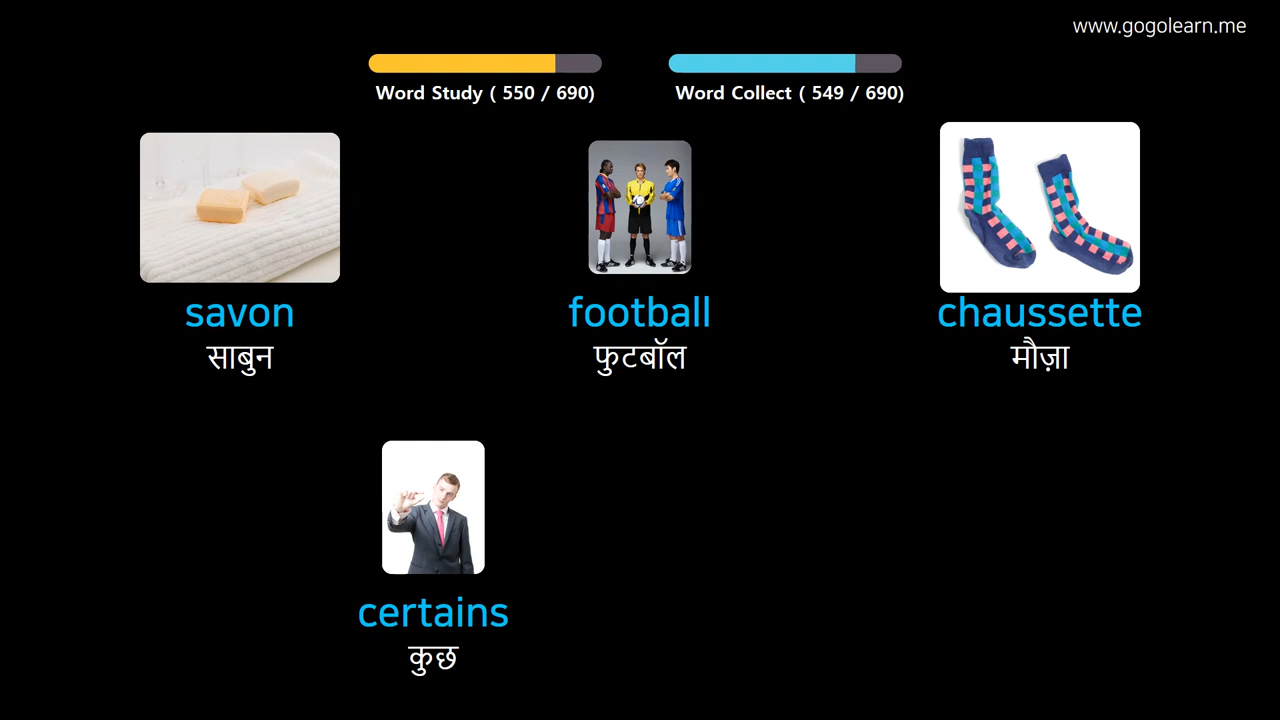 www.gogolearn.me
Word Study ( 550 / 690)
Word Collect ( 549 / 690)
savon
साबुन
football
फुटबॉल
chaussette
मौज़ा
certains
कुछ